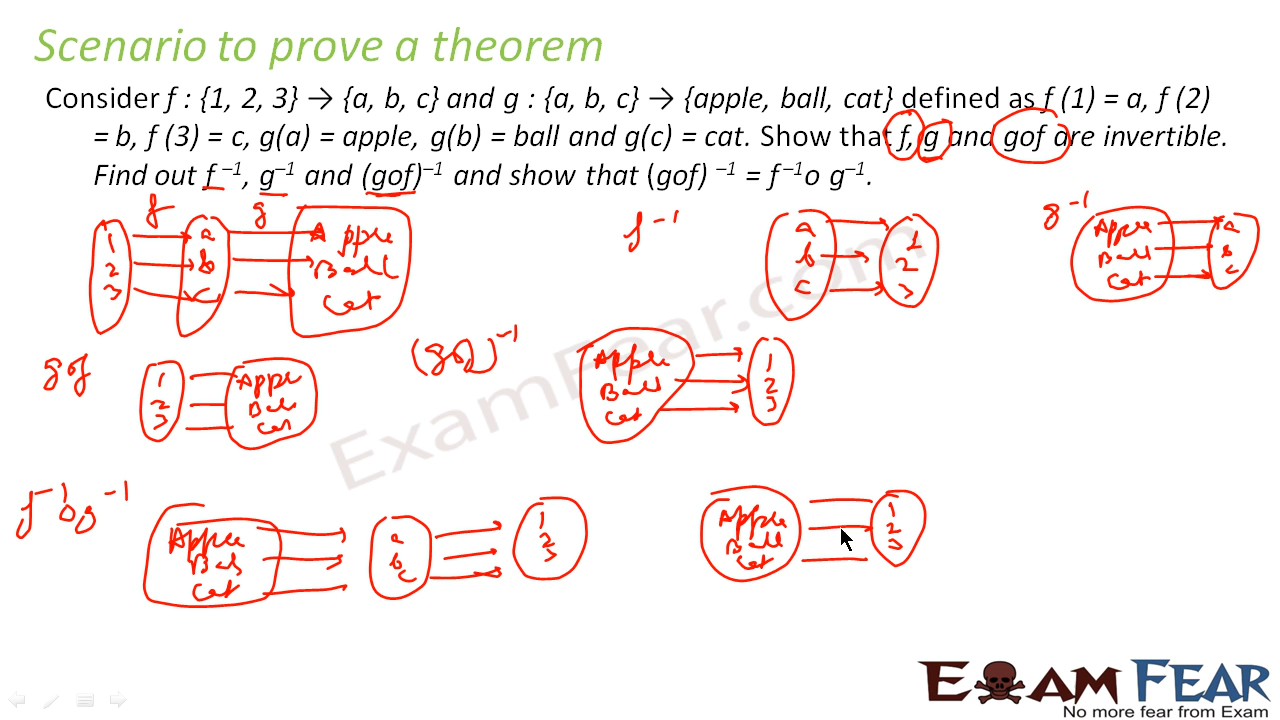 Scenario to prove a theorem
Consider f : {1, 2, 3} → {a, b, c} and g : {a, b, c} → {apple, ball, cat} defined as f (1) = a, f (2)
= b, f (3) = c, g(a) = apple, g(b) = ball and g(c) = cat. Show that f, g and gof are invertible.
Find out f ⁻¹, g⁻¹ and (gof)⁻¹ and show that (gof) ⁻¹ = f⁻¹o g⁻¹.
f g f⁻¹ g⁻¹
1 a Apple a 1 Apple a
2 b Ball b 2 Ball b
3 c Cat c 3 Cat c
gof (gof)⁻¹
1 Apple Apple 1
2 Ball Ball 2
3 Cat Cat 3
f⁻¹og⁻¹
Apple a 1 Apple 1
Ball b 2 Ball 2
Cat c 3 Cat 3
ExamFear.com
EXAM FEAR
No more fear from Exam